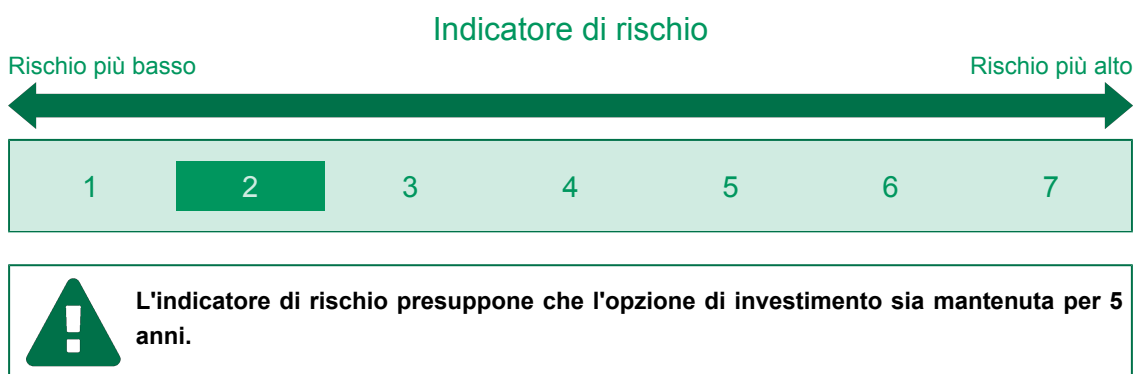 Indicatore di rischio
Rischio più basso Rischio più alto
1 2 3 4 5 6 7
L'indicatore di rischio presuppone che l'opzione di investimento sia mantenuta per 5
anni.